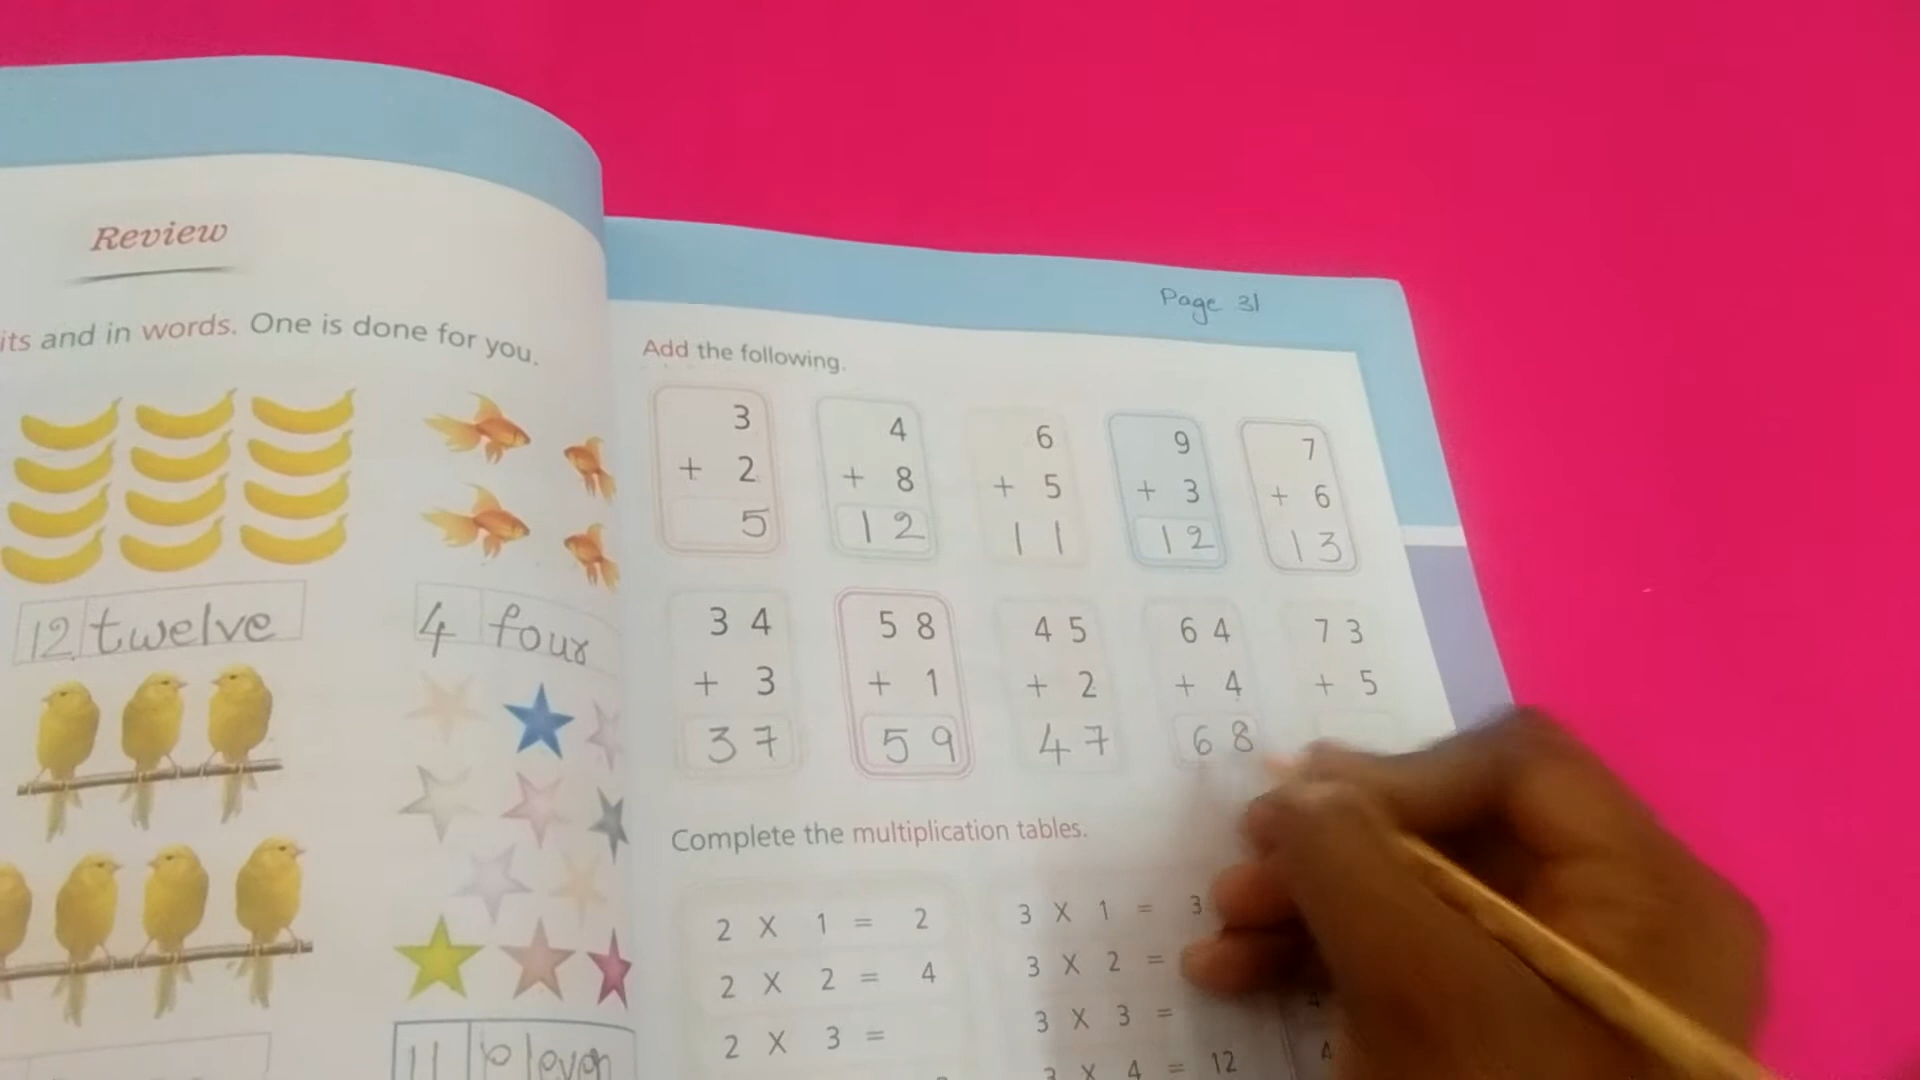 Review
its and in words. One is done for you.
12 twelve
4 four
11 eleven
Page 31
Add the following.
3 4 6 9 7
+ 2 + 8 + 5 + 3 + 6
5 12 11 12 13
34 58 45 64 73
+ 3 + 1 + 2 + 4 + 5
37 59 47 68
Complete the multiplication tables.
2 X 1 = 2
2 X 2 = 4
2 X 3 =
3 X 1 = 3
3 X 2 =
3 X 3 =
3 X 4 = 12
4
4